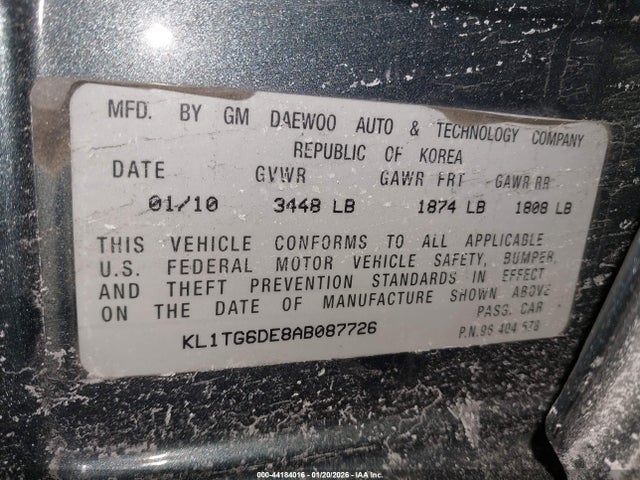 MFD. BY GM DAEWOO AUTO & TECHNOLOGY COMPANY
REPUBLIC OF KOREA
DATE GVWR GAWR FRT GAWR RR
01/10 3448 LB 1874 LB 1808 LB
THIS VEHICLE CONFORMS TO ALL APPLICABLE
U.S. FEDERAL MOTOR VEHICLE SAFETY, BUMPER,
AND THEFT PREVENTION STANDARDS IN EFFECT
ON THE DATE OF MANUFACTURE SHOWN ABOVE
PASS. CAR
KL1TG6DE8AB087726 P.N.96 404 578
000-44184016 - 01/20/2026 - IAA Inc.